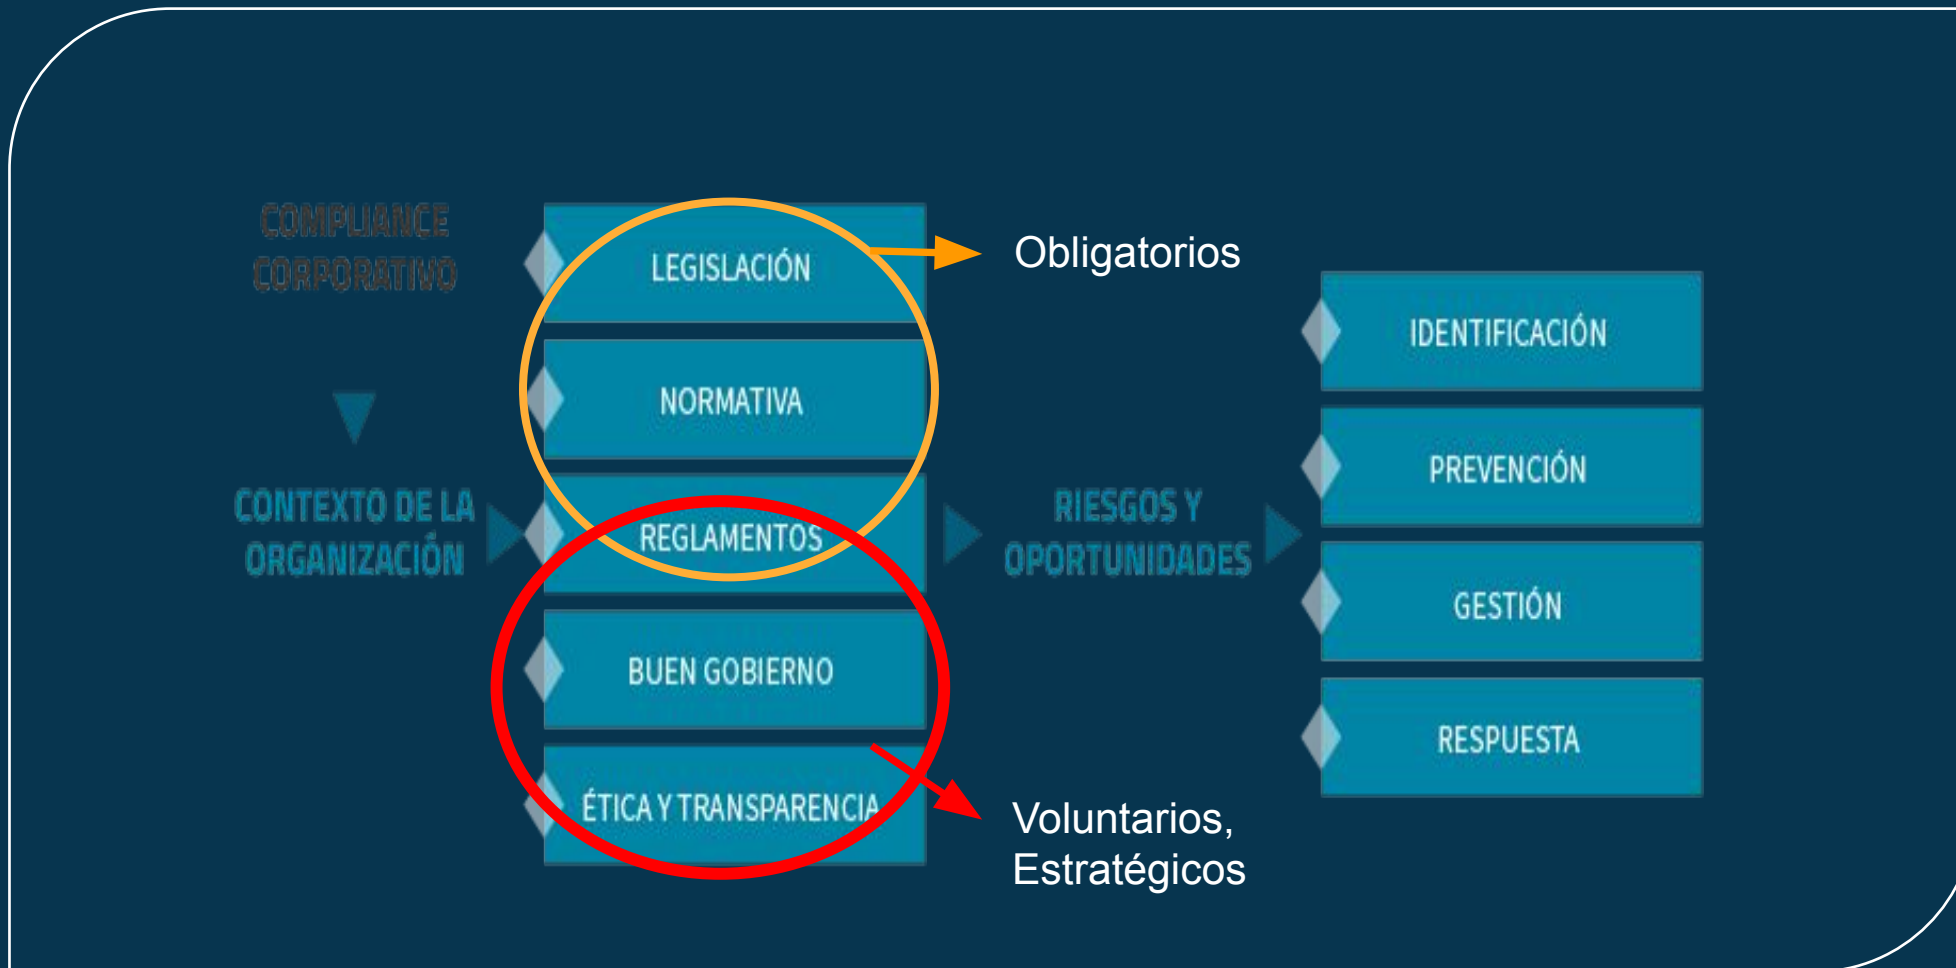 COMPLIANCE
CORPORATIVO
CONTEXTO DE LA
ORGANIZACIÓN
LEGISLACIÓN
NORMATIVA
REGLAMENTOS
BUEN GOBIERNO
ÉTICA Y TRANSPARENCIA
Obligatorios
RIESGOS Y
OPORTUNIDADES
Voluntarios,
Estratégicos
IDENTIFICACIÓN
PREVENCIÓN
GESTIÓN
RESPUESTA